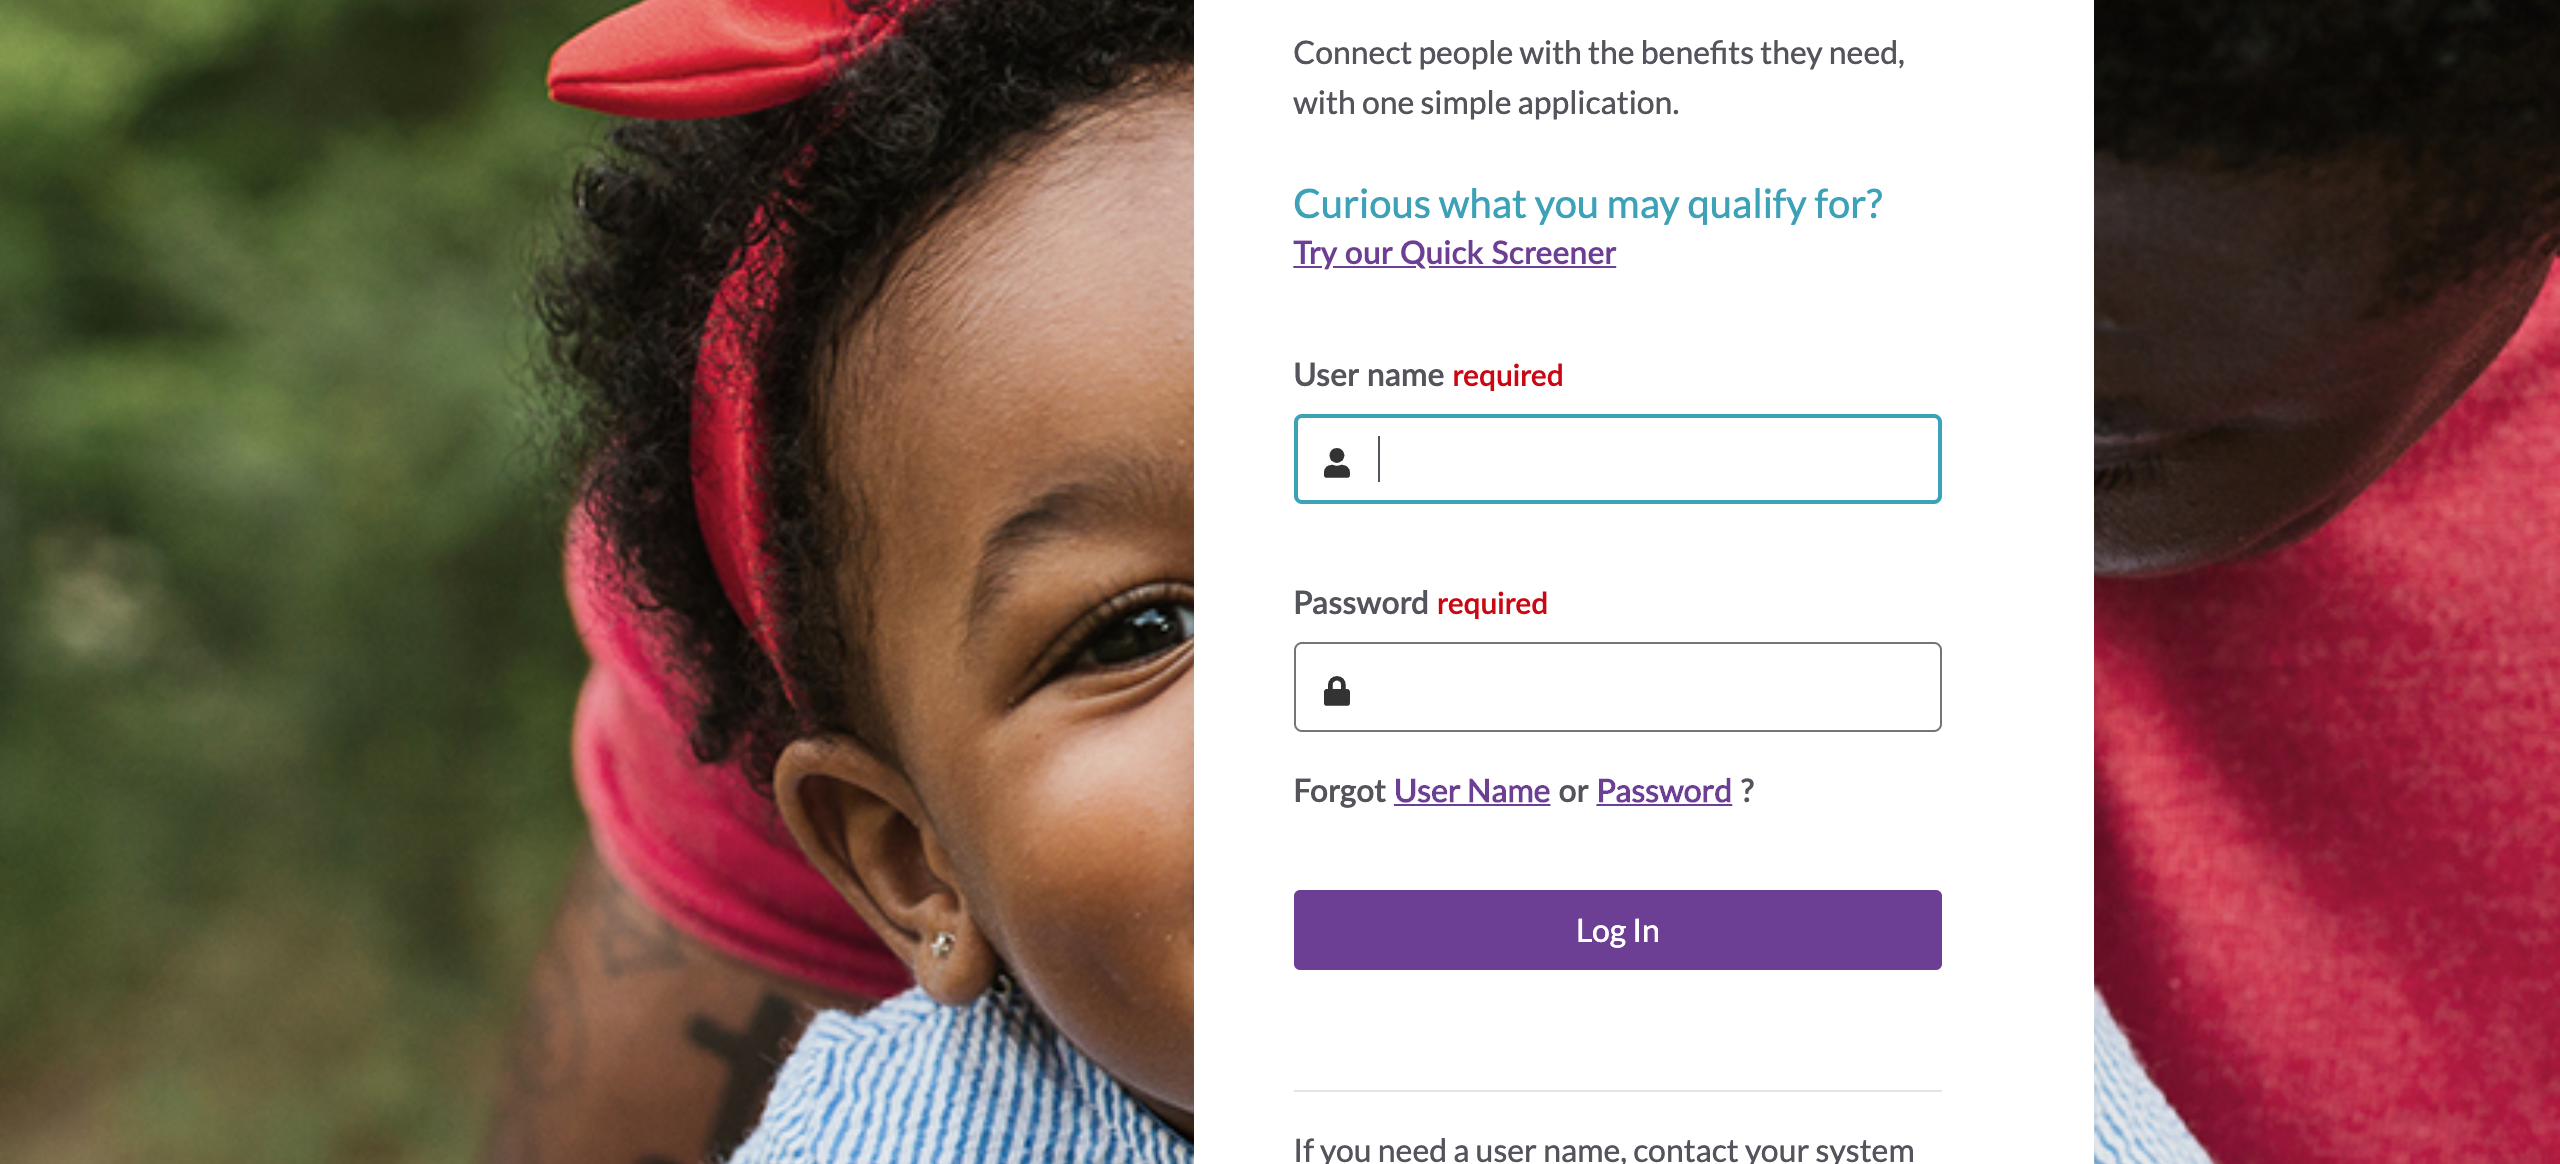 Connect people with the benefits they need,
with one simple application.
Curious what you may qualify for?
Try our Quick Screener
User name required
Password required
Forgot User Name or Password ?
Log In
If you need a user name, contact your system